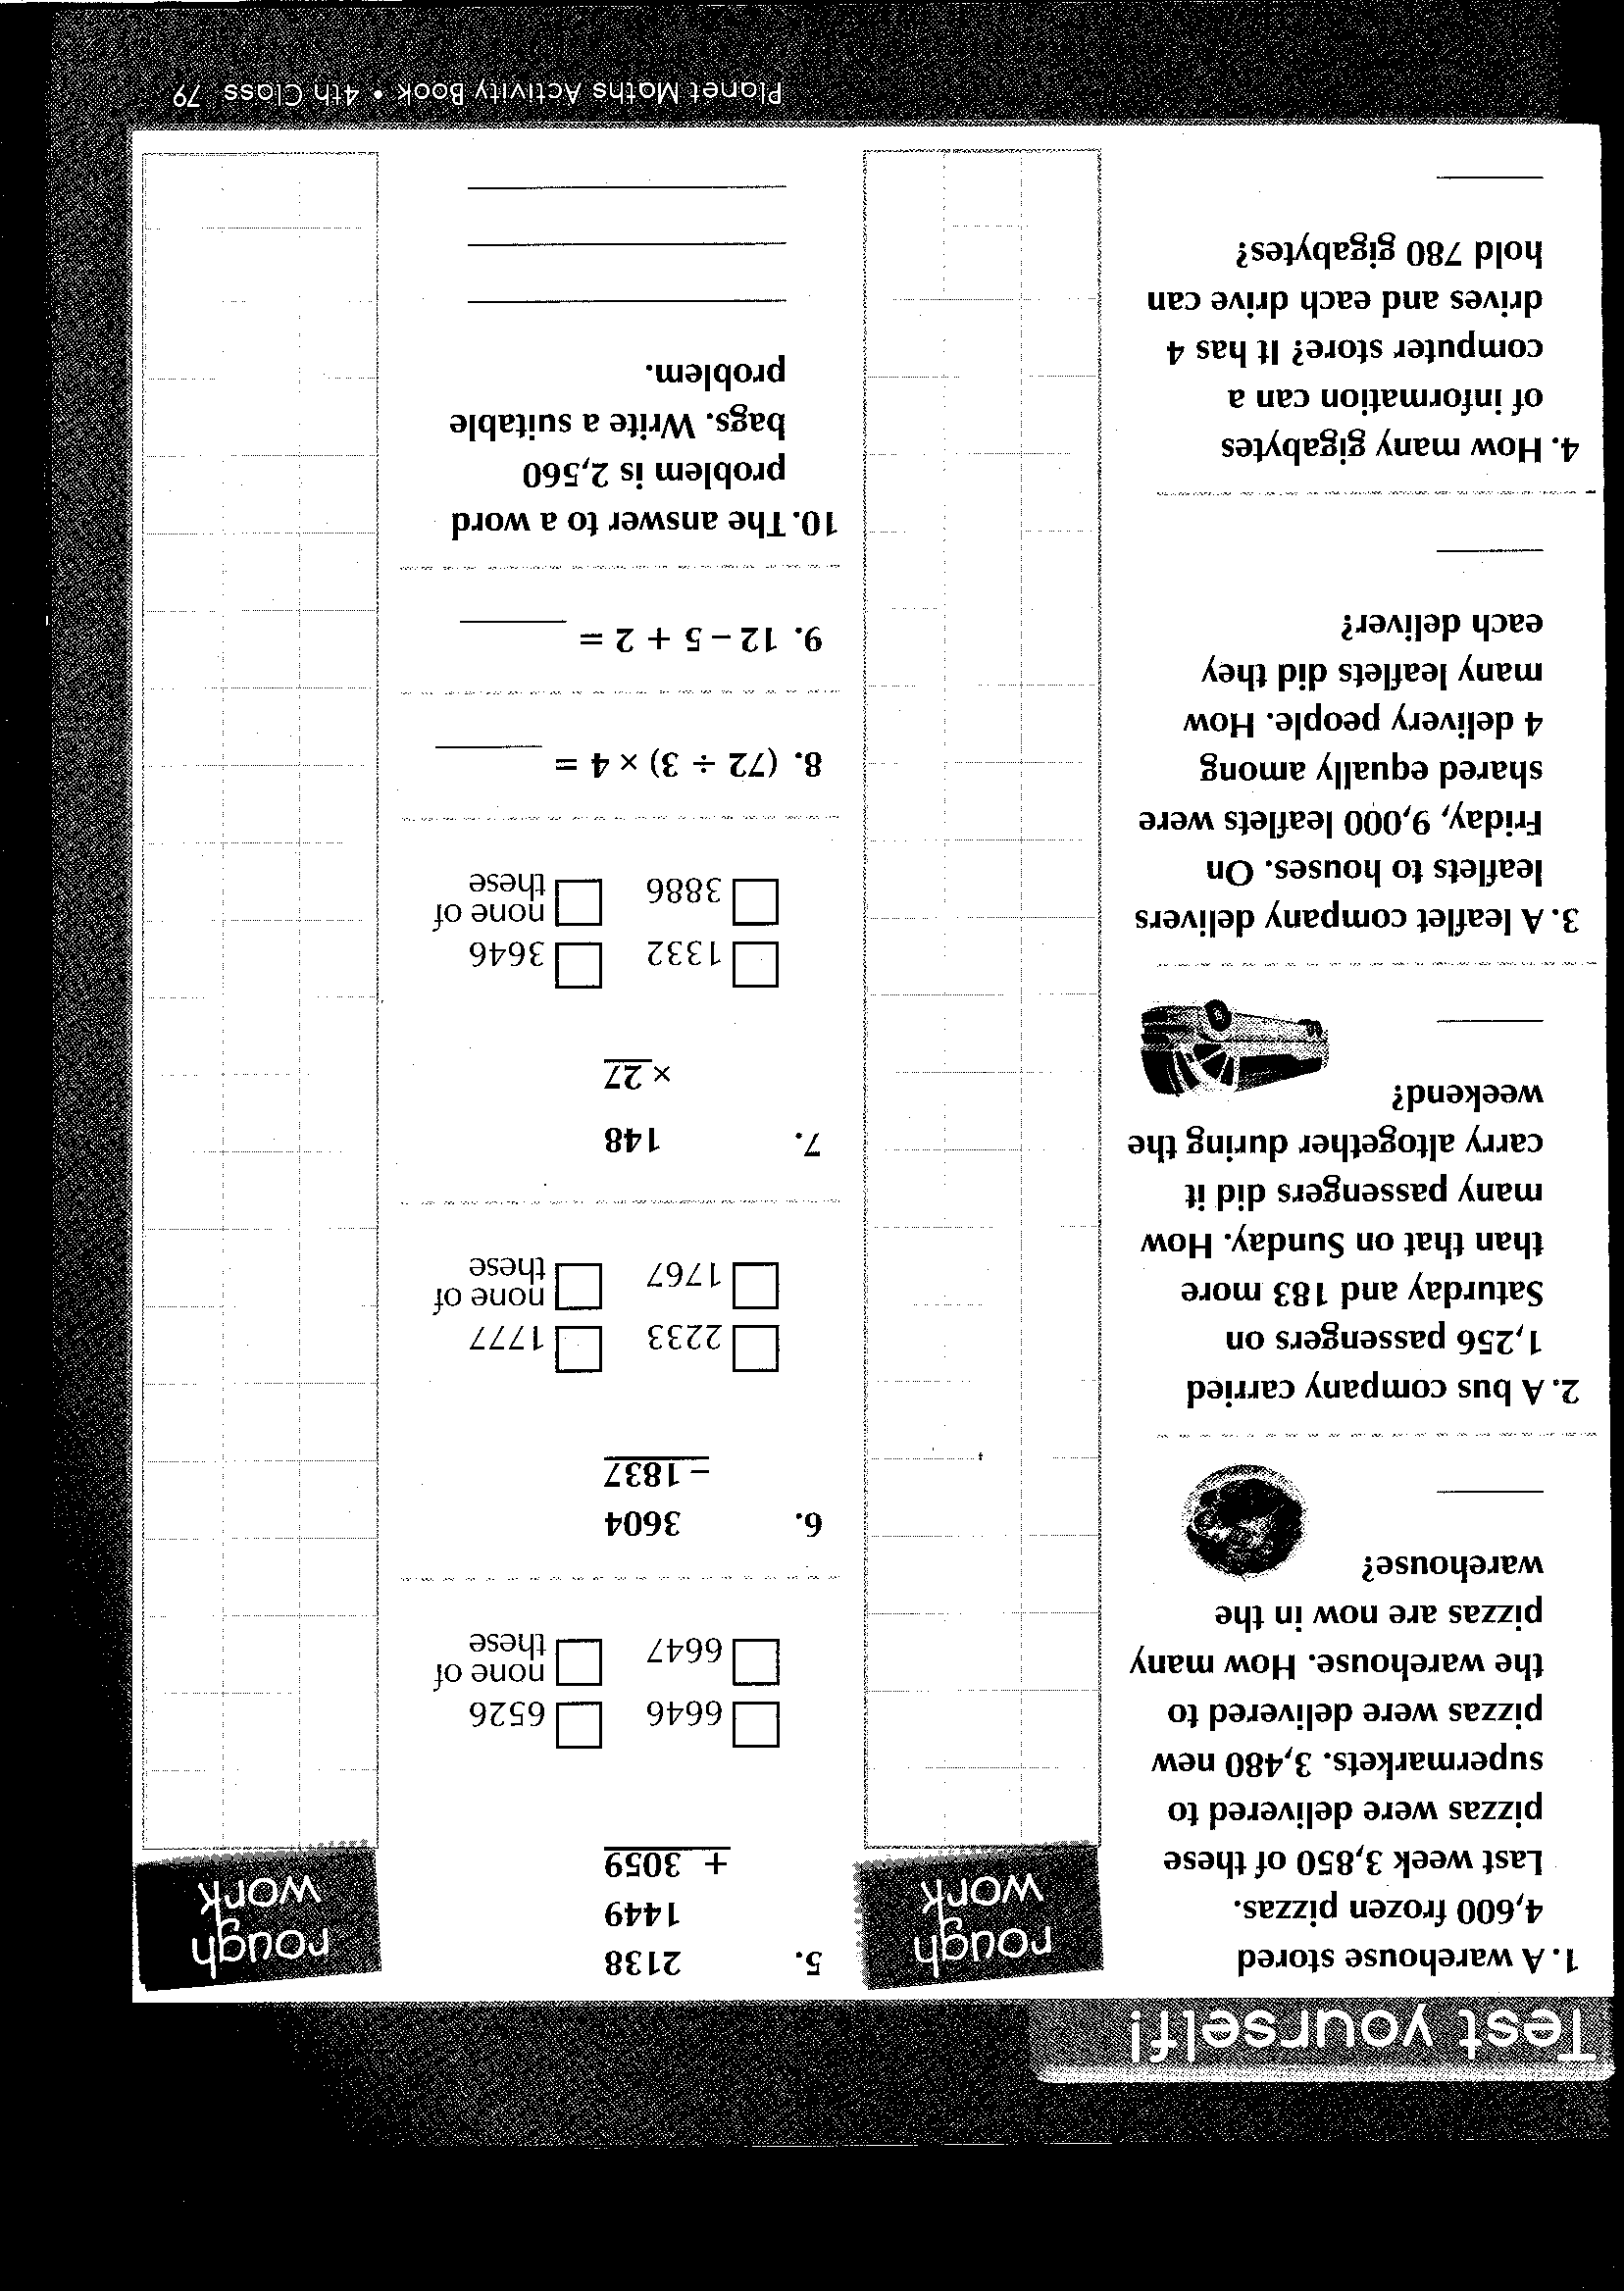 Test yourself!
1. A warehouse stored
4,600 frozen pizzas.
Last week 3,850 of these
pizzas were delivered to
supermarkets. 3,480 new
pizzas were delivered to
the warehouse. How many
pizzas are now in the
warehouse?
2. A bus company carried
1,256 passengers on
Saturday and 183 more
than that on Sunday. How
many passengers did it
carry altogether during the
weekend?
3. A leaflet company delivers
leaflets to houses. On
Friday, 9,000 leaflets were
shared equally among
4 delivery people. How
many leaflets did they
each deliver?
4. How many gigabytes
of information can a
computer store? It has 4
drives and each drive can
hold 780 gigabytes?
rough
work
5. 2138
1449
+ 3059
6646 6526
6647 none of
these
6. 3604
– 1837
2233 1777
1767 none of
these
7. 148
× 27
1332 3646
3886 none of
these
8. (72 ÷ 3) × 4 =
9. 12 – 5 + 2 =
10. The answer to a word
problem is 2,560
bags. Write a suitable
problem.
rough
work
Planet Maths Activity Book • 4th Class 79